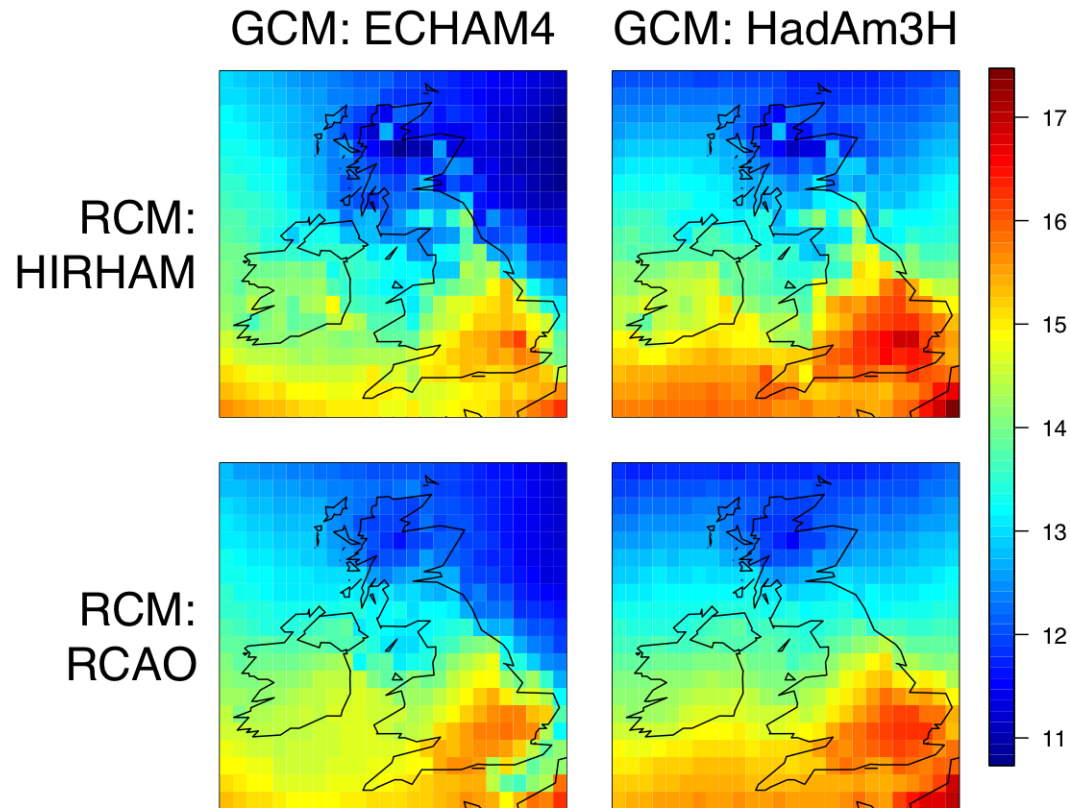 GCM: ECHAM4
GCM: HadAm3H
RCM:
HIRHAM
RCM:
RCAO
17
16
15
14
13
12
11